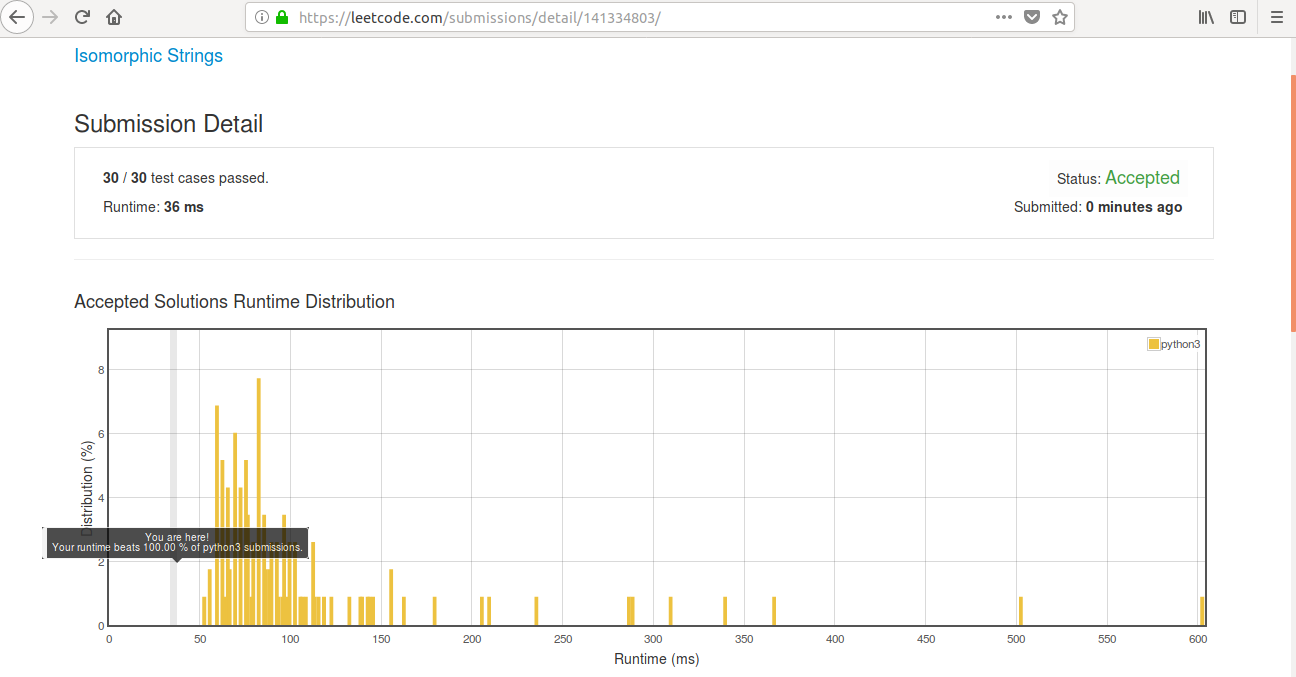 https://leetcode.com/submissions/detail/141334803/
Isomorphic Strings
Submission Detail
30 / 30 test cases passed.
Status: Accepted
Runtime: 36 ms
Submitted: 0 minutes ago
Accepted Solutions Runtime Distribution
python3
8
6
4
2
0
Distribution (%)
You are here!
Your runtime beats 100.00 % of python3 submissions.
0 50 100 150 200 250 300 350 400 450 500 550 600
Runtime (ms)